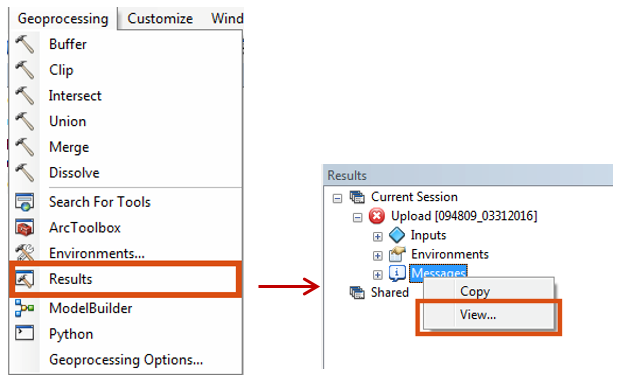 Geoprocessing Customize Wind
Buffer
Clip
Intersect
Union
Merge
Dissolve
Search For Tools
ArcToolbox
Environments...
Results
ModelBuilder
Python
Geoprocessing Options...
Results
Current Session
Upload [094809_03312016]
Inputs
Environments
Messages
Shared
Copy
View...